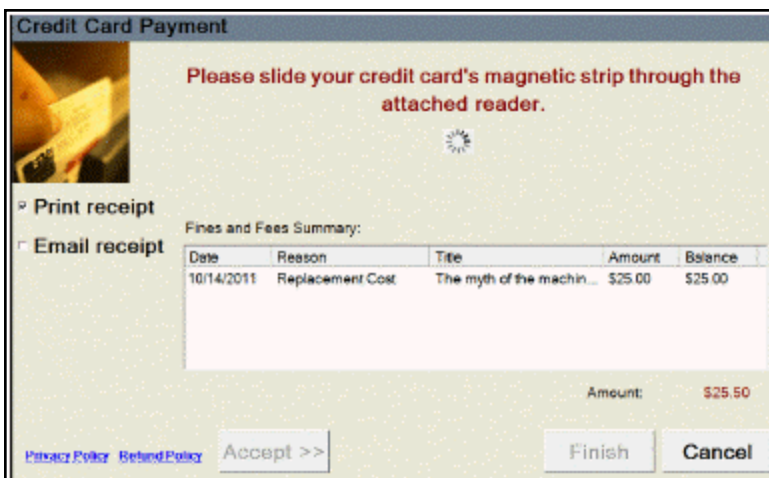 Credit Card Payment
Please slide your credit card's magnetic strip through the
attached reader.
Print receipt
Email receipt
Fines and Fees Summary:
Date Reason Title Amount Balance
10/14/2011 Replacement Cost The myth of the machin... $25.00 $25.00
Amount: $25.50
Privacy Policy Refund Policy Accept >> Finish Cancel